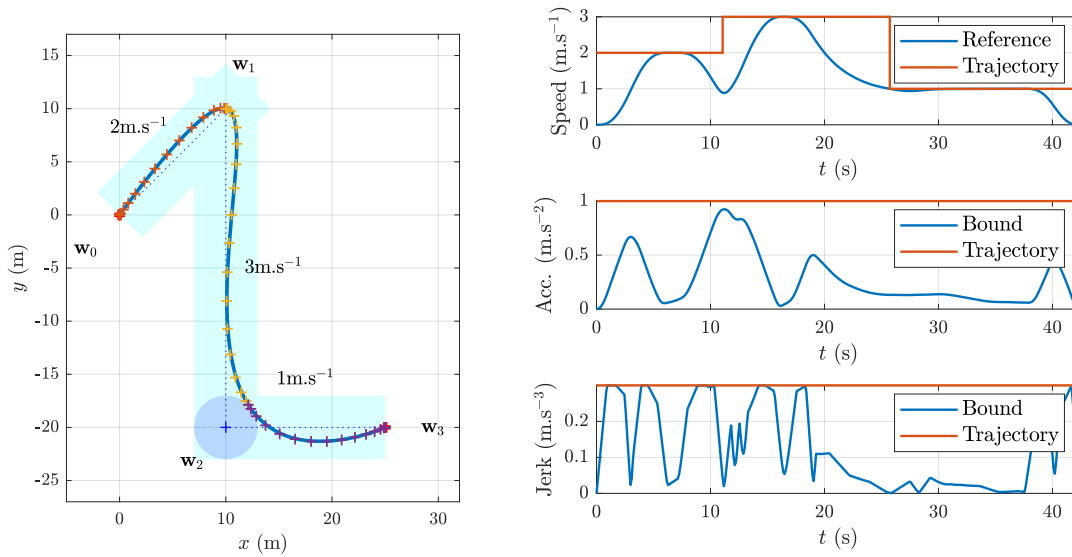 15
10
5
0
-5
-10
-15
-20
-25
0
10
20
30
x (m)
y (m)
w₀
w₁
w₂
w₃
2m.s⁻¹
3m.s⁻¹
1m.s⁻¹
3
2
1
0
0
10
20
30
40
Speed (m.s⁻¹)
t (s)
Reference
Trajectory
1
0.5
0
0
10
20
30
40
Acc. (m.s⁻²)
t (s)
Bound
Trajectory
0.2
0.1
0
0
10
20
30
40
Jerk (m.s⁻³)
t (s)
Bound
Trajectory